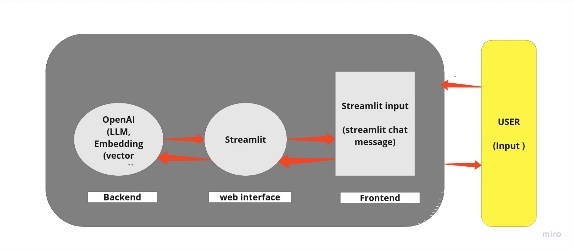 OpenAI
(LLM,
Embedding
(vector
Streamlit
Streamlit input
(streamlit chat
message)
USER
(input )
Backend
web interface
Frontend
miro